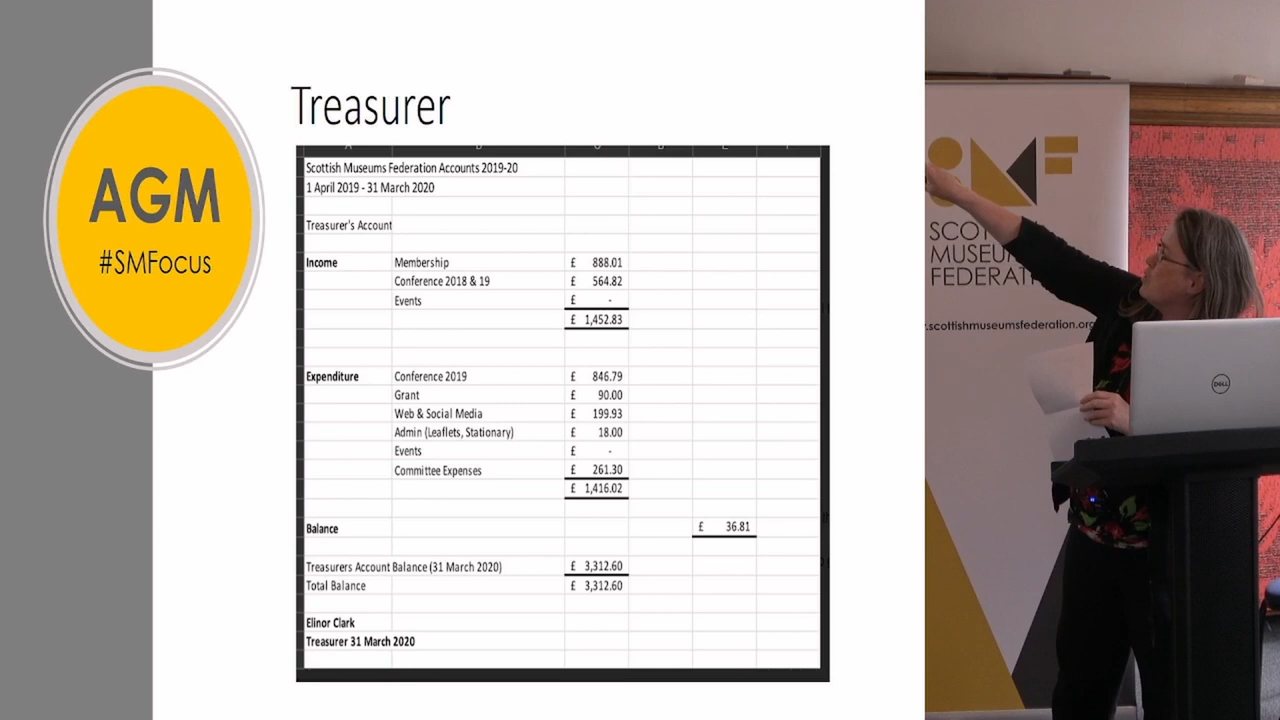 AGM
#SMFocus
Treasurer
Scottish Museums Federation Accounts 2019-20
1 April 2019 - 31 March 2020
Treasurer's Account
Income Membership £ 888.01
Conference 2018 & 19 £ 564.82
Events £ -
£ 1,452.83
Expenditure Conference 2019 £ 846.79
Grant £ 90.00
Web & Social Media £ 199.93
Admin (Leaflets, Stationary) £ 18.00
Events £ -
Committee Expenses £ 261.30
£ 1,416.02
Balance £ 36.81
Treasurers Account Balance (31 March 2020) £ 3,312.60
Total Balance £ 3,312.60
Elinor Clark
Treasurer 31 March 2020
SMF
FEDERATION
.scottishmuseumsfederation.org
DELL